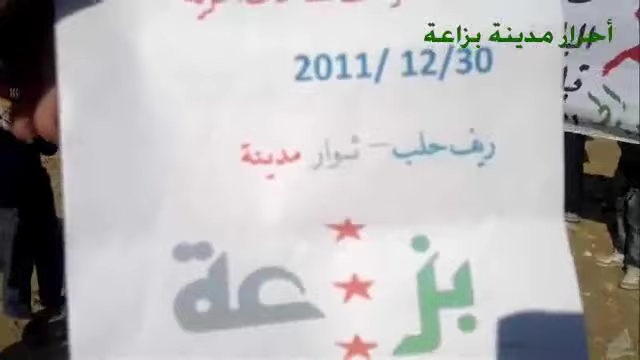 أحرار مدينة بزاعة
2011/ 12/30
ريف حلب - ثوار مدينة
بزاعة